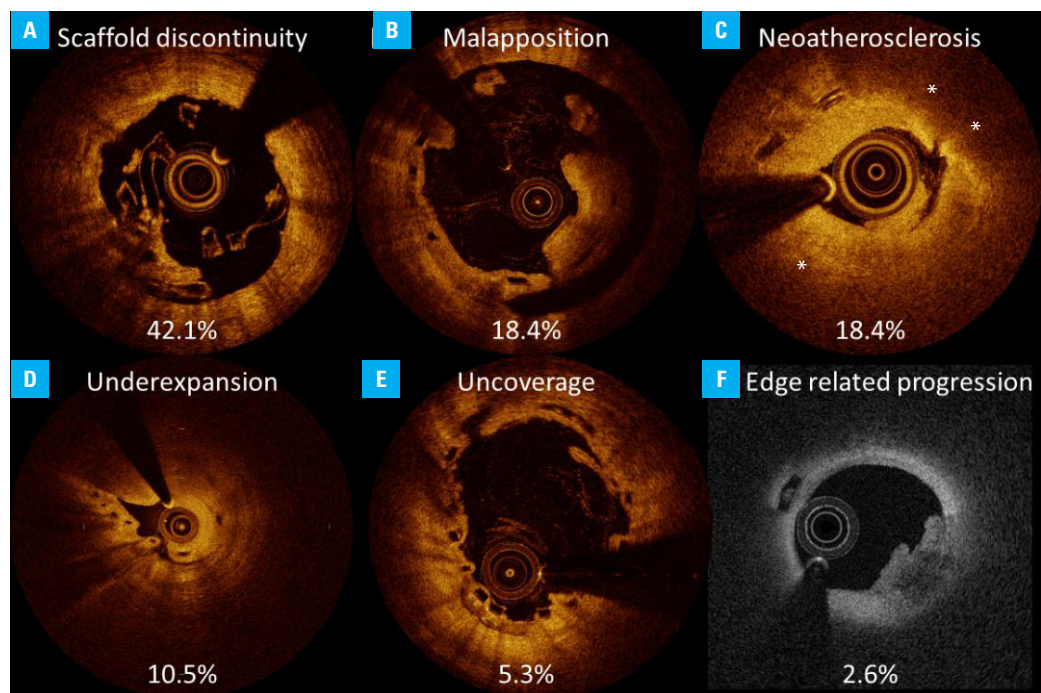 A Scaffold discontinuity
42.1%
B Malapposition
18.4%
C Neoatherosclerosis
*
*
*
18.4%
D Underexpansion
10.5%
E Uncoverage
5.3%
F Edge related progression
2.6%